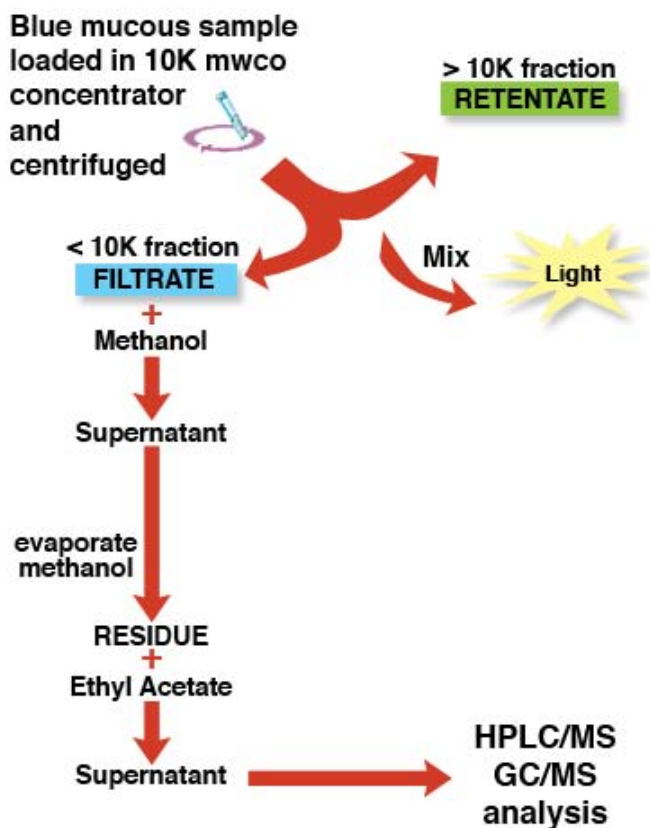 Blue mucous sample
loaded in 10K mwco
concentrator
and
centrifuged
> 10K fraction
RETENTATE
< 10K fraction
FILTRATE
Mix
Light
+
Methanol
Supernatant
evaporate
methanol
RESIDUE
+
Ethyl Acetate
Supernatant
HPLC/MS
GC/MS
analysis